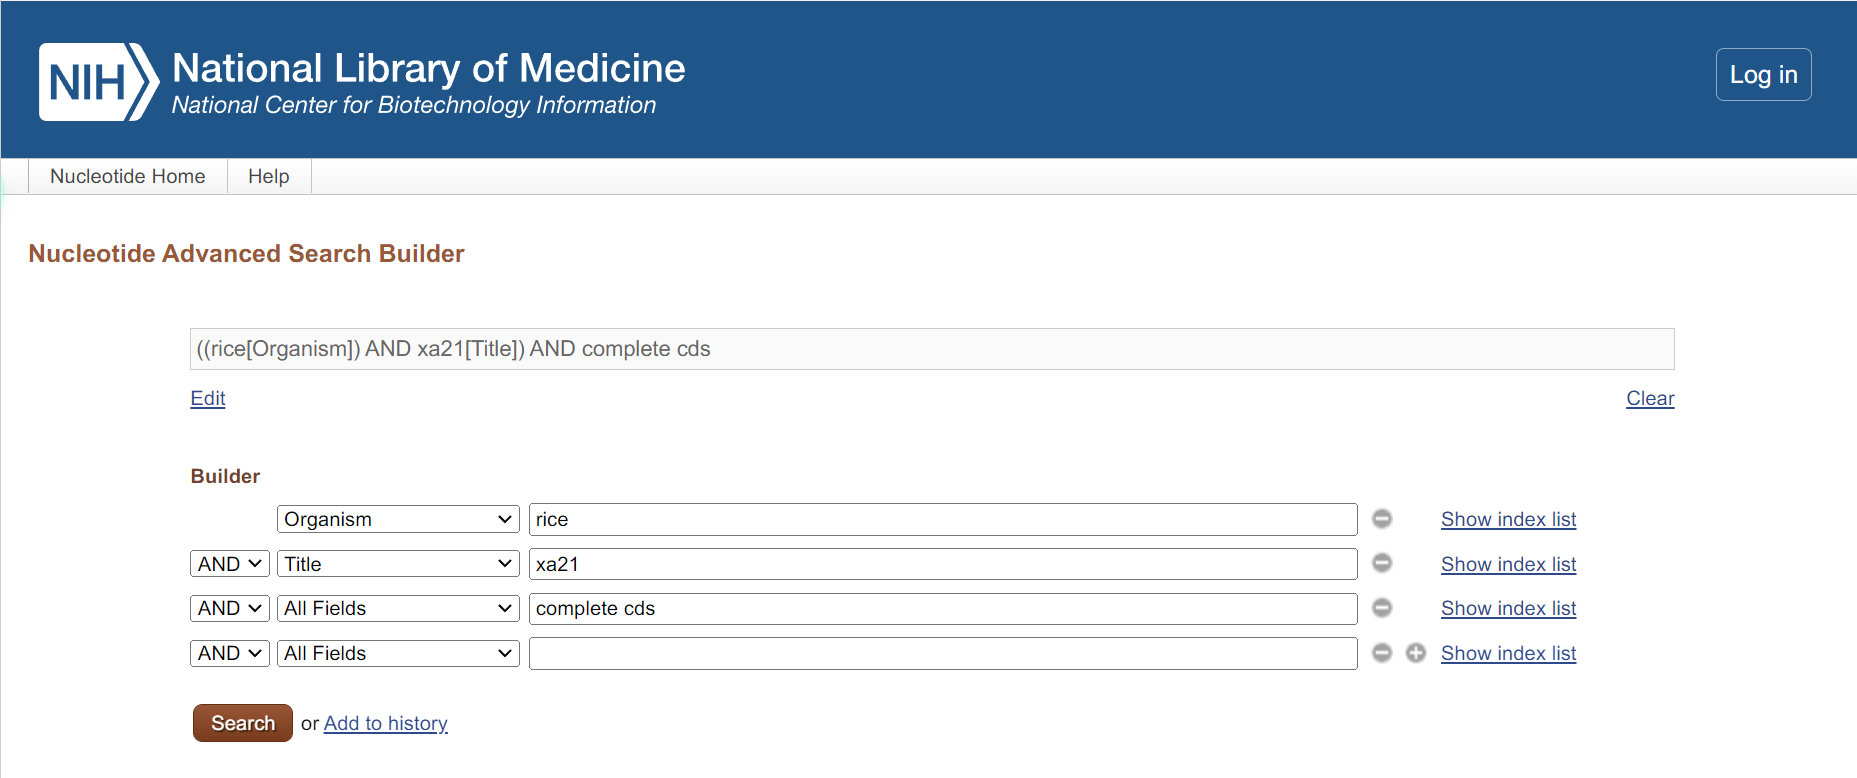 NIH National Library of Medicine
National Center for Biotechnology Information
Log in
Nucleotide Home Help
Nucleotide Advanced Search Builder
((rice[Organism]) AND xa21[Title]) AND complete cds
Edit Clear
Builder
Organism rice Show index list
AND Title xa21 Show index list
AND All Fields complete cds Show index list
AND All Fields Show index list
Search or Add to history